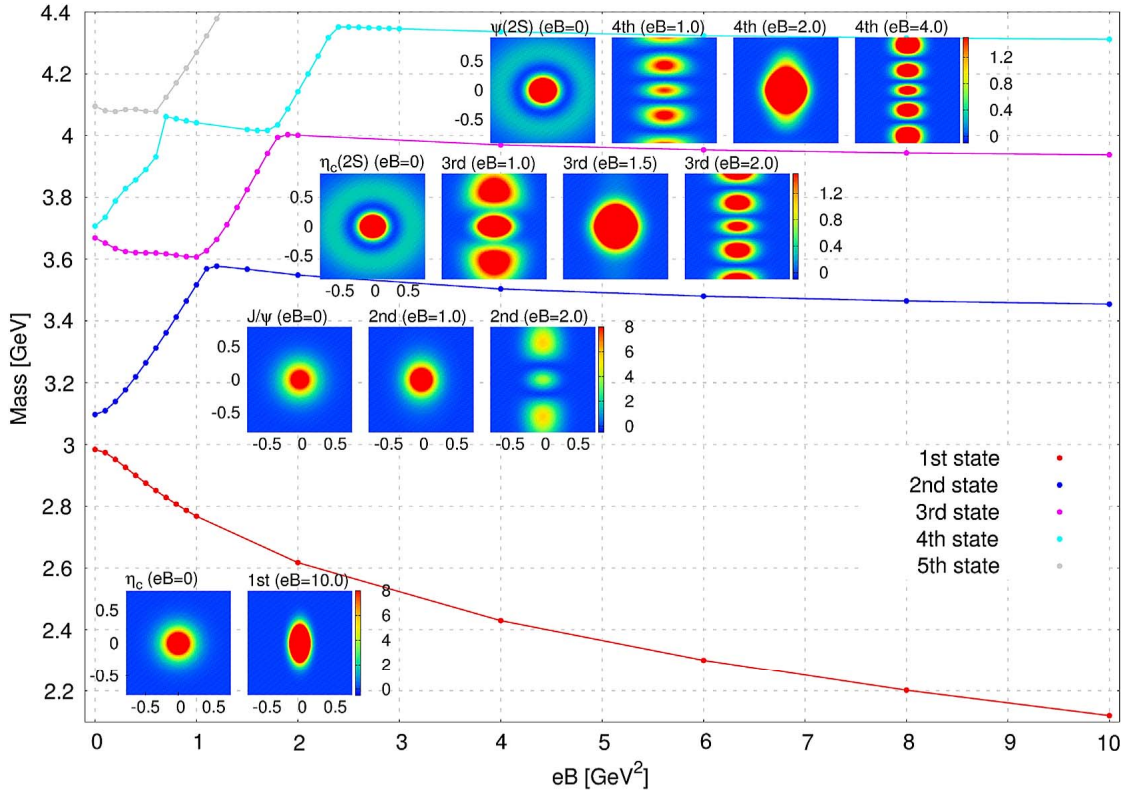 4.4
4.2
4
3.8
3.6
3.4
3.2
3
2.8
2.6
2.4
2.2
Mass [GeV]
ψ(2S) (eB=0) 4th (eB=1.0) 4th (eB=2.0) 4th (eB=4.0)
0.5
0
-0.5
1.2
0.8
0.4
0
ηc(2S) (eB=0) 3rd (eB=1.0) 3rd (eB=1.5) 3rd (eB=2.0)
0.5
0
-0.5
-0.5 0 0.5
1.2
0.8
0.4
0
J/ψ (eB=0) 2nd (eB=1.0) 2nd (eB=2.0)
0.5
0
-0.5
-0.5 0 0.5 -0.5 0 0.5 -0.5 0 0.5
8
6
4
2
0
1st state
2nd state
3rd state
4th state
5th state
ηc (eB=0) 1st (eB=10.0)
0.5
0
-0.5
-0.5 0 0.5 -0.5 0 0.5
8
6
4
2
0
0 1 2 3 4 5 6 7 8 9 10
eB [GeV²]